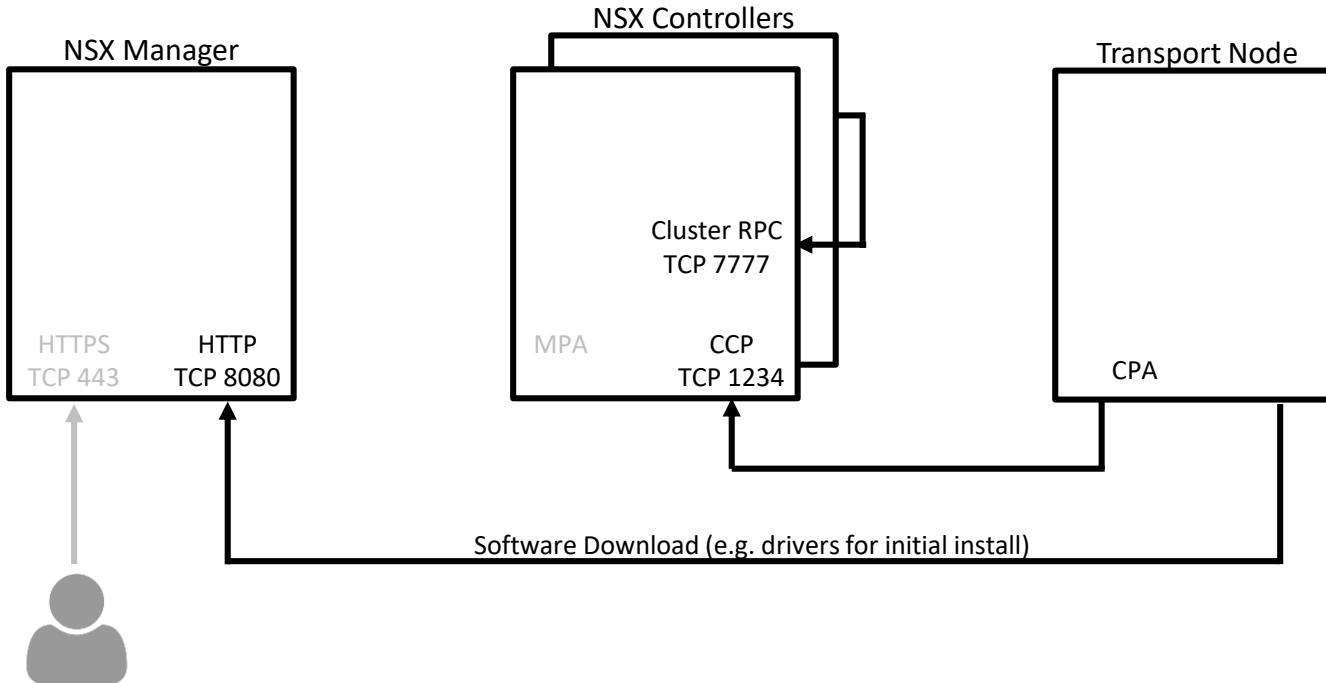 NSX Manager
HTTPS
TCP 443
HTTP
TCP 8080
NSX Controllers
Cluster RPC
TCP 7777
MPA
CCP
TCP 1234
Transport Node
CPA
Software Download (e.g. drivers for initial install)